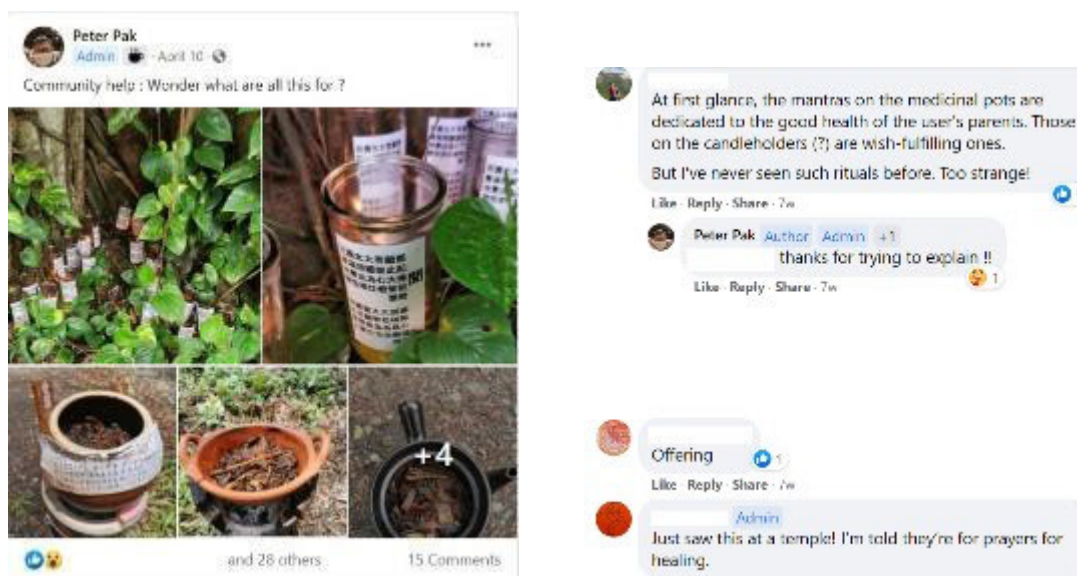 Peter Pak
Admin · April 10 ·
Community help : Wonder what are all this for ?
+4
and 28 others
15 Comments
At first glance, the mantras on the medicinal pots are
dedicated to the good health of the user's parents. Those
on the candleholders (?) are wish-fulfilling ones.
But I've never seen such rituals before. Too strange!
Like · Reply · Share · 7w
Peter Pak Author Admin +1
thanks for trying to explain !!
1
Like · Reply · Share · 7w
Offering
1
Like · Reply · Share · 7w
Admin
Just saw this at a temple! I'm told they're for prayers for
healing.